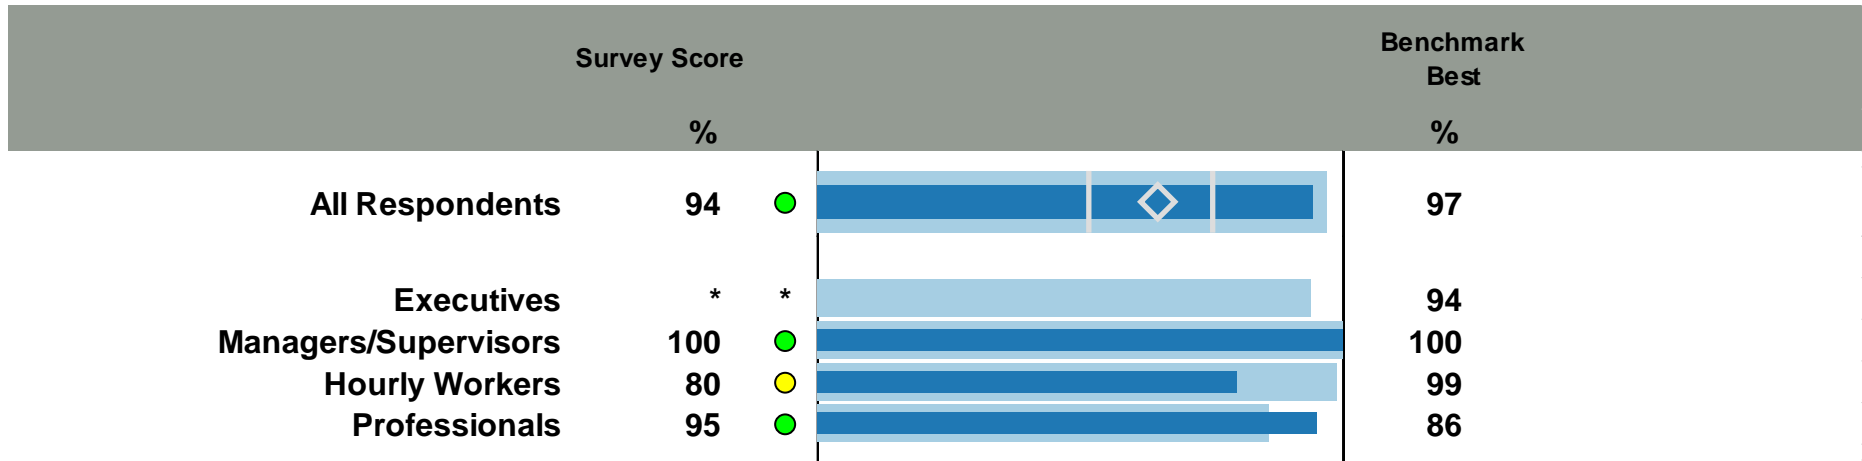 Survey Score
Benchmark
Best
% %
All Respondents 94 97
Executives * * 94
Managers/Supervisors 100 100
Hourly Workers 80 99
Professionals 95 86